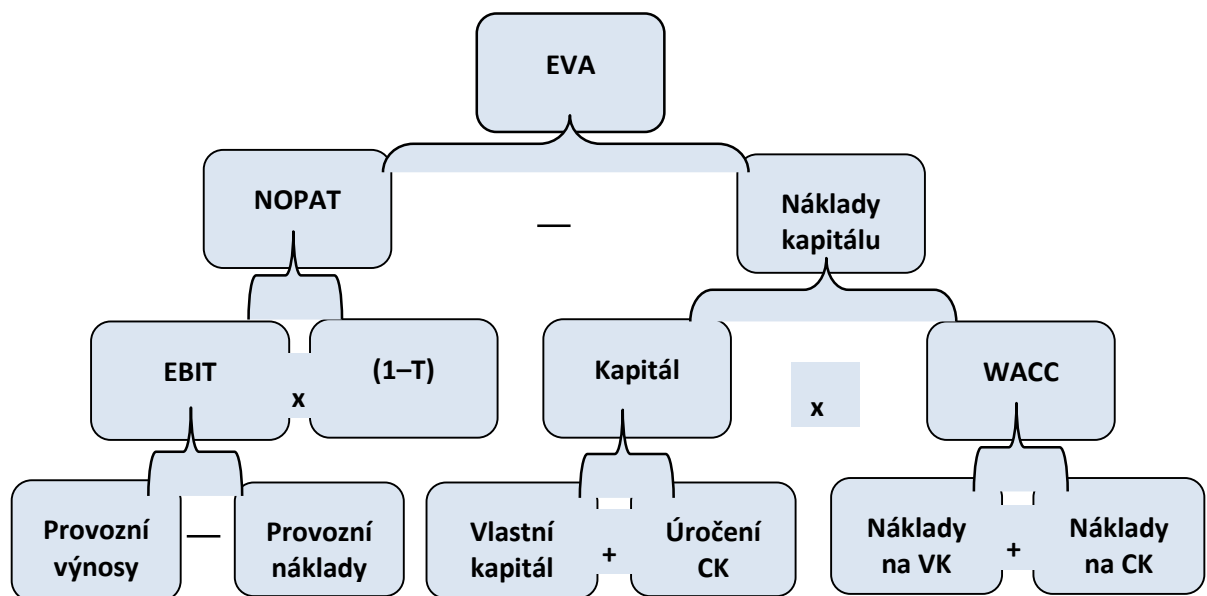 EVA
NOPAT
—
Náklady
kapitálu
EBIT
x
(1–T)
Kapitál
x
WACC
Provozní
výnosy
—
Provozní
náklady
Vlastní
kapitál
+
Úročení
CK
Náklady
na VK
+
Náklady
na CK